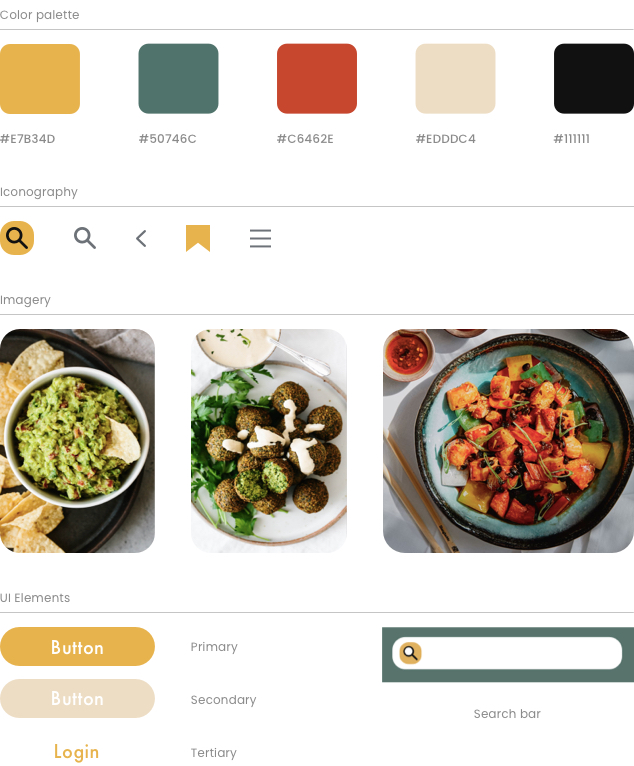 Color palette
#E7B34D
#50746C
#C6462E
#EDDDC4
#111111
Iconography
Imagery
UI Elements
Button
Primary
Button
Secondary
Login
Tertiary
Search bar